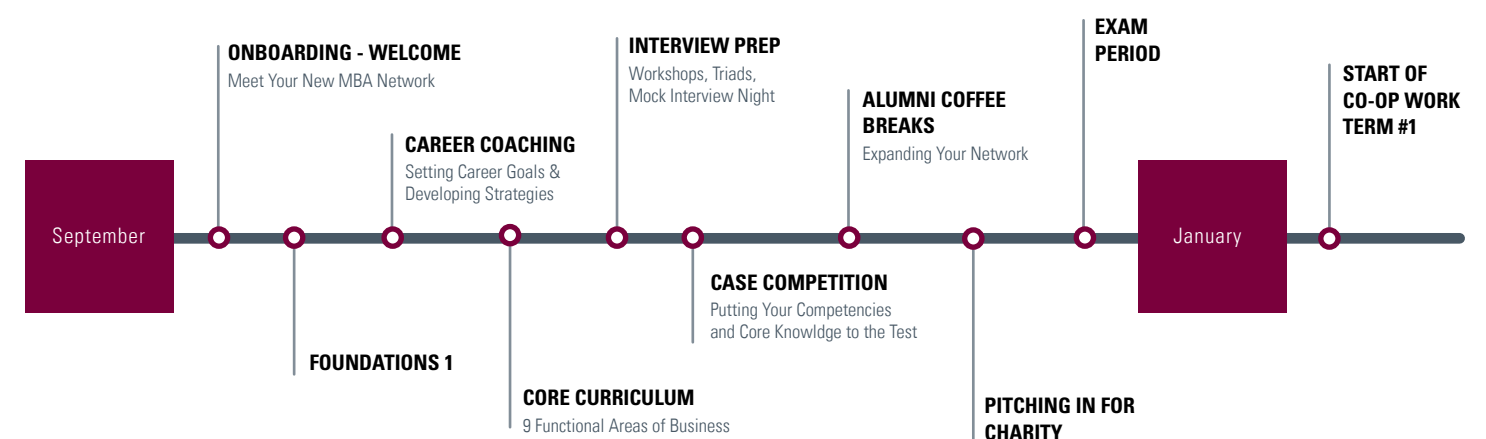 September
ONBOARDING - WELCOME
Meet Your New MBA Network
FOUNDATIONS 1
CAREER COACHING
Setting Career Goals &
Developing Strategies
CORE CURRICULUM
9 Functional Areas of Business
INTERVIEW PREP
Workshops, Triads,
Mock Interview Night
CASE COMPETITION
Putting Your Competencies
and Core Knowldge to the Test
ALUMNI COFFEE
BREAKS
Expanding Your Network
PITCHING IN FOR
CHARITY
EXAM
PERIOD
January
START OF
CO-OP WORK
TERM #1